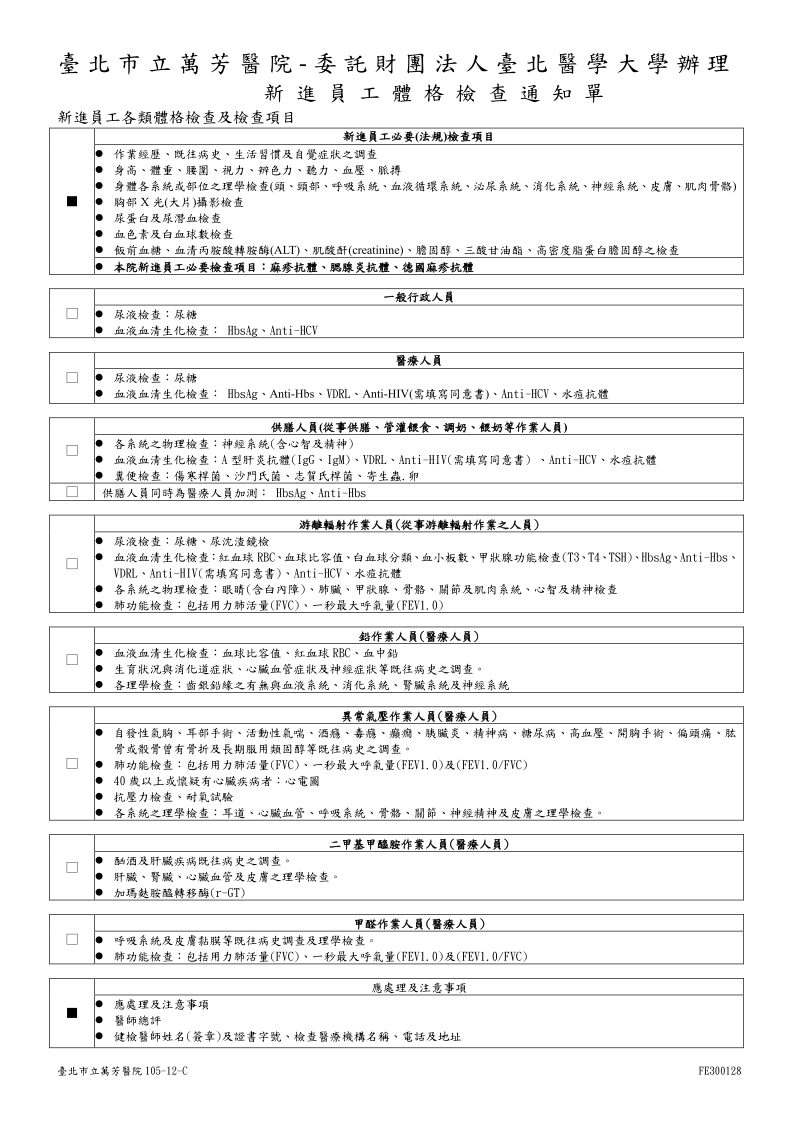 臺北市立萬芳醫院-委託財團法人臺北醫學大學辦理
新進員工體格檢查通知單
新進員工各類體格檢查及檢查項目
新進員工必要(法規)檢查項目
■
● 作業經歷、既往病史、生活習慣及自覺症狀之調查
● 身高、體重、腰圍、視力、辨色力、聽力、血壓、脈搏
● 身體各系統或部位之理學檢查(頭、頸部、呼吸系統、血液循環系統、泌尿系統、消化系統、神經系統、皮膚、肌肉骨骼)
● 胸部 X 光(大片)攝影檢查
● 尿蛋白及尿潛血檢查
● 血色素及白血球數檢查
● 飯前血糖、血清丙胺酸轉胺酶(ALT)、肌酸酐(creatinine)、膽固醇、三酸甘油酯、高密度脂蛋白膽固醇之檢查
● 本院新進員工必要檢查項目：麻疹抗體、腮腺炎抗體、德國麻疹抗體
一般行政人員
□
● 尿液檢查：尿糖
● 血液血清生化檢查： HbsAg、Anti-HCV
醫療人員
□
● 尿液檢查：尿糖
● 血液血清生化檢查： HbsAg、Anti-Hbs、VDRL、Anti-HIV(需填寫同意書)、Anti-HCV、水痘抗體
供膳人員(從事供膳、管灌餵食、調奶、餵奶等作業人員)
□
● 各系統之物理檢查：神經系統(含心智及精神)
● 血液血清生化檢查：A 型肝炎抗體(IgG、IgM)、VDRL、Anti-HIV(需填寫同意書) 、Anti-HCV、水痘抗體
● 糞便檢查：傷寒桿菌、沙門氏菌、志賀氏桿菌、寄生蟲.卵
□ 供膳人員同時為醫療人員加測： HbsAg、Anti-Hbs
游離輻射作業人員(從事游離輻射作業之人員)
□
● 尿液檢查：尿糖、尿沈渣鏡檢
● 血液血清生化檢查：紅血球 RBC、血球比容值、白血球分類、血小板數、甲狀腺功能檢查(T3、T4、TSH)、HbsAg、Anti-Hbs、
VDRL、Anti-HIV(需填寫同意書)、Anti-HCV、水痘抗體
● 各系統之物理檢查：眼睛(含白內障)、肺臟、甲狀腺、骨骼、關節及肌肉系統、心智及精神檢查
● 肺功能檢查：包括用力肺活量(FVC)、一秒最大呼氣量(FEV1.0)
鉛作業人員(醫療人員)
□
● 血液血清生化檢查：血球比容值、紅血球 RBC、血中鉛
● 生育狀況與消化道症狀、心臟血管症狀及神經症狀等既往病史之調查。
● 各理學檢查：齒銀鉛緣之有無與血液系統、消化系統、腎臟系統及神經系統
異常氣壓作業人員(醫療人員)
□
● 自發性氣胸、耳部手術、活動性氣喘、酒癮、毒癮、癲癇、胰臟炎、精神病、糖尿病、高血壓、開胸手術、偏頭痛、肱
骨或股骨曾有骨折及長期服用類固醇等既往病史之調查。
● 肺功能檢查：包括用力肺活量(FVC)、一秒最大呼氣量(FEV1.0)及(FEV1.0/FVC)
● 40 歲以上或懷疑有心臟疾病者：心電圖
● 抗壓力檢查、耐氧試驗
● 各系統之理學檢查：耳道、心臟血管、呼吸系統、骨骼、關節、神經精神及皮膚之理學檢查。
二甲基甲醯胺作業人員(醫療人員)
□
● 酗酒及肝臟疾病既往病史之調查。
● 肝臟、腎臟、心臟血管及皮膚之理學檢查。
● 加瑪麩胺醯轉移酶(r-GT)
甲醛作業人員(醫療人員)
□
● 呼吸系統及皮膚黏膜等既往病史調查及理學檢查。
● 肺功能檢查：包括用力肺活量(FVC)、一秒最大呼氣量(FEV1.0)及(FEV1.0/FVC)
應處理及注意事項
■
● 應處理及注意事項
● 醫師總評
● 健檢醫師姓名(簽章)及證書字號、檢查醫療機構名稱、電話及地址
臺北市立萬芳醫院 105-12-C
FE300128